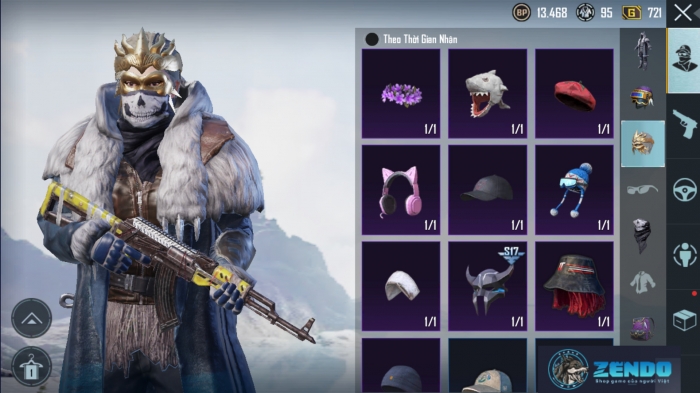 BP 13.468 95 G 721
Theo Thời Gian Nhận
1/1 1/1 1/1
1/1 1/1 1/1
S17
1/1 1/1 1/1
ZENDO
Shop game của người Việt